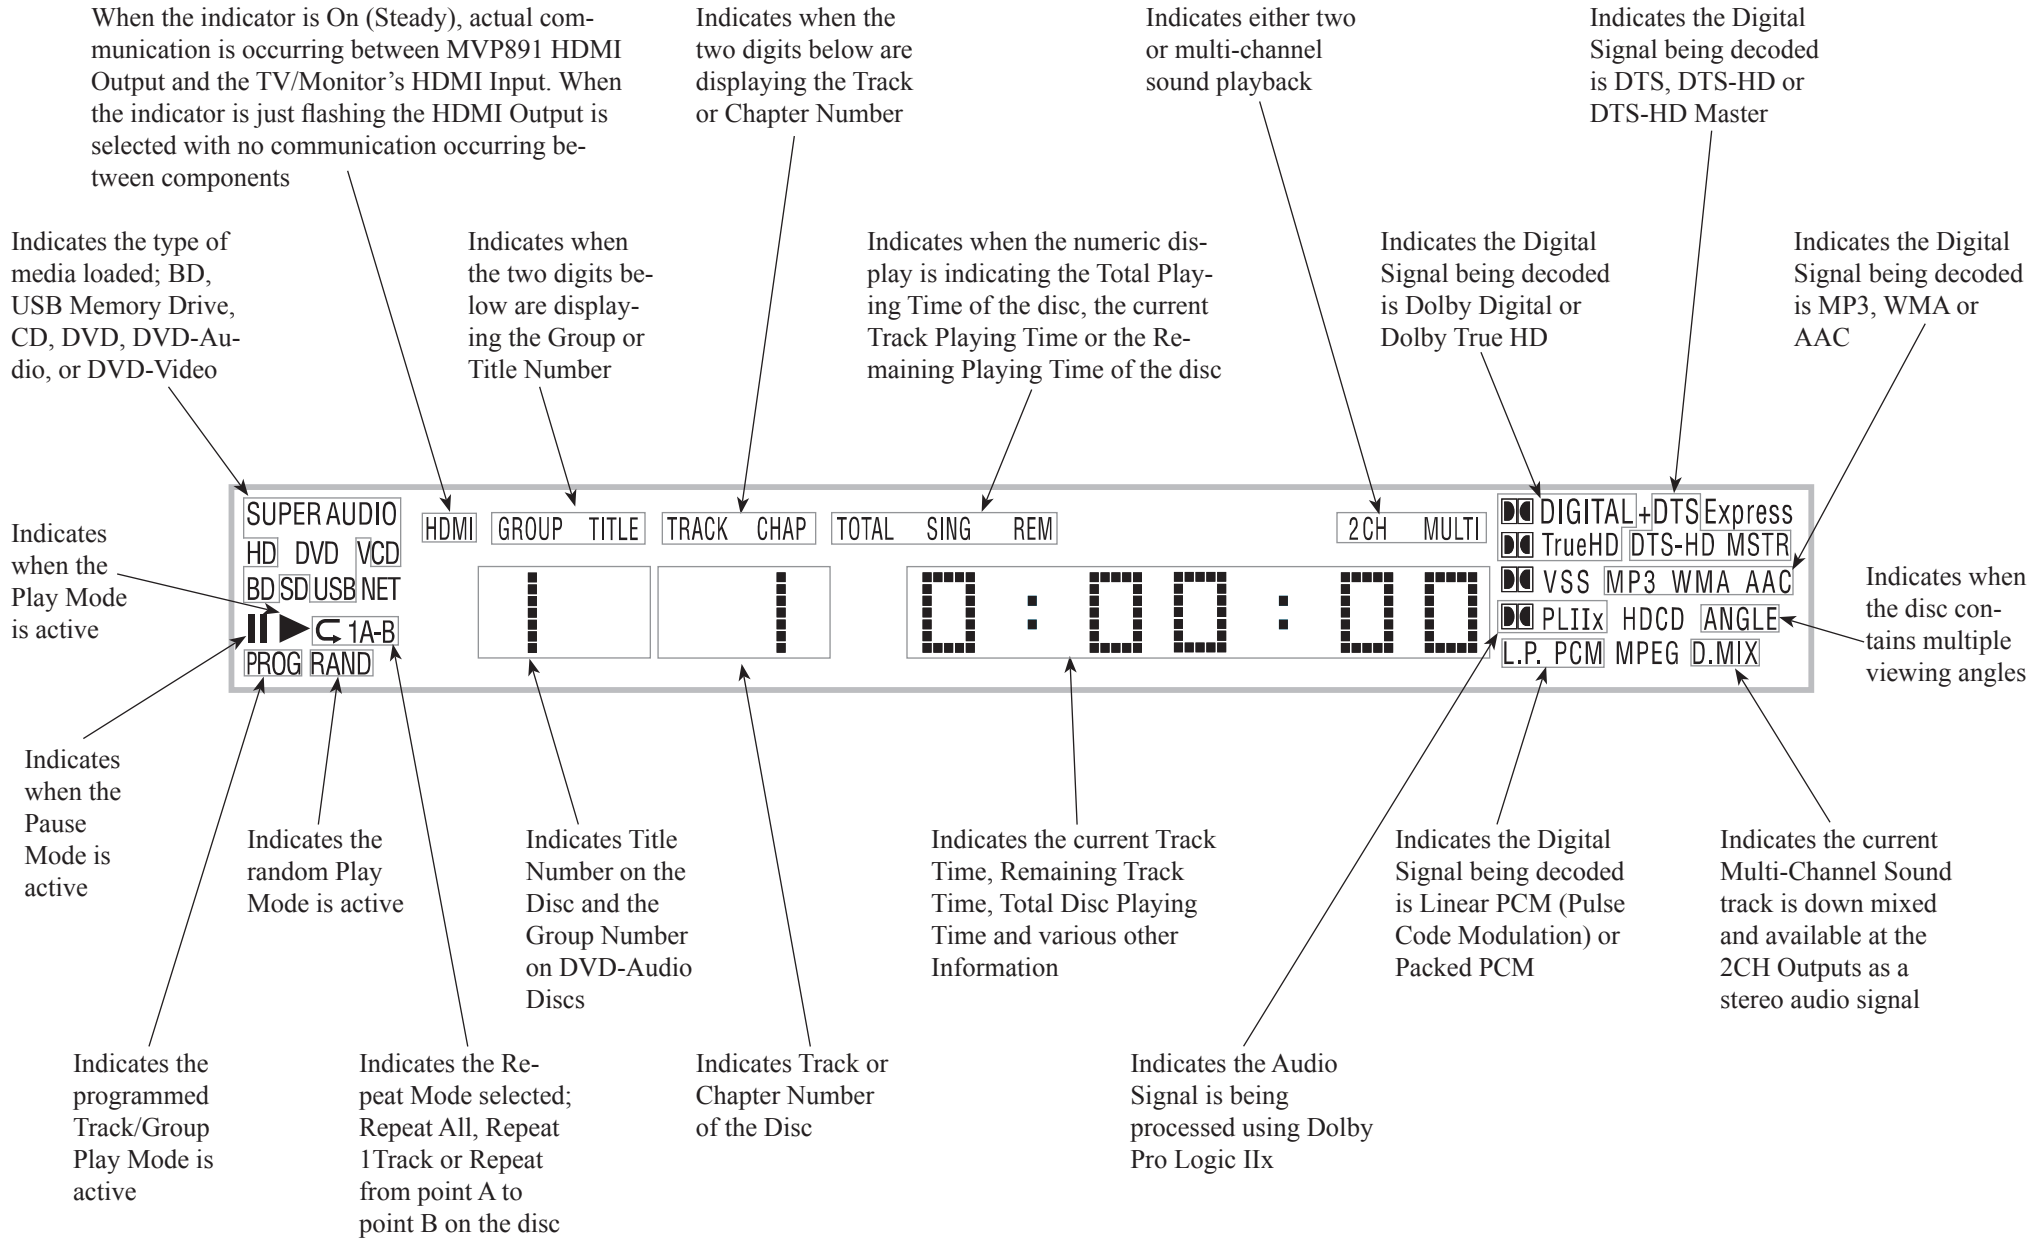 When the indicator is On (Steady), actual com-
munication is occurring between MVP891 HDMI
Output and the TV/Monitor’s HDMI Input. When
the indicator is just flashing the HDMI Output is
selected with no communication occurring be-
tween components
Indicates when the
two digits below are
displaying the Track
or Chapter Number
Indicates either two
or multi-channel
sound playback
Indicates the Digital
Signal being decoded
is DTS, DTS-HD or
DTS-HD Master
Indicates the type of
media loaded; BD,
USB Memory Drive,
CD, DVD, DVD-Au-
dio, or DVD-Video
Indicates when
the two digits be-
low are display-
ing the Group or
Title Number
Indicates when the numeric dis-
play is indicating the Total Play-
ing Time of the disc, the current
Track Playing Time or the Re-
maining Playing Time of the disc
Indicates the Digital
Signal being decoded
is Dolby Digital or
Dolby True HD
Indicates the Digital
Signal being decoded
is MP3, WMA or
AAC
Indicates
when the
Play Mode
is active
SUPER AUDIO
HD DVD VCD
BD SD USB NET
1A-B
PROG RAND
HDMI
GROUP TITLE
TRACK CHAP
TOTAL SING REM
2CH MULTI
1 1 0:00:00
DIGITAL+DTS Express
TrueHD DTS-HD MSTR
VSS MP3 WMA AAC
PLIIx HDCD ANGLE
L.P. PCM MPEG D.MIX
Indicates when
the disc con-
tains multiple
viewing angles
Indicates
when the
Pause
Mode is
active
Indicates the
random Play
Mode is active
Indicates Title
Number on the
Disc and the
Group Number
on DVD-Audio
Discs
Indicates the current Track
Time, Remaining Track
Time, Total Disc Playing
Time and various other
Information
Indicates the Digital
Signal being decoded
is Linear PCM (Pulse
Code Modulation) or
Packed PCM
Indicates the current
Multi-Channel Sound
track is down mixed
and available at the
2CH Outputs as a
stereo audio signal
Indicates the
programmed
Track/Group
Play Mode is
active
Indicates the Re-
peat Mode selected;
Repeat All, Repeat
1Track or Repeat
from point A to
point B on the disc
Indicates Track or
Chapter Number
of the Disc
Indicates the Audio
Signal is being
processed using Dolby
Pro Logic IIx